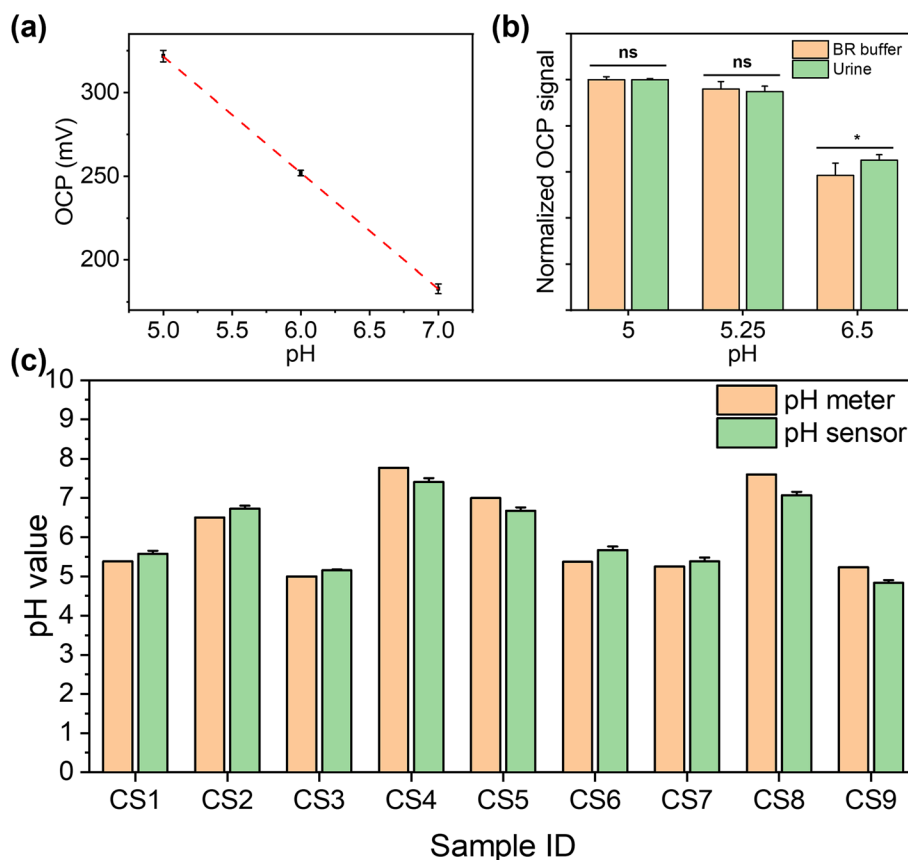 (a)
OCP (mV)
300
250
200
5.0 5.5 6.0 6.5 7.0
pH
(b)
BR buffer
Urine
ns
ns
*
Normalized OCP signal
5 5.25 6.5
pH
(c)
pH meter
pH sensor
pH value
10
9
8
7
6
5
4
3
2
1
0
CS1 CS2 CS3 CS4 CS5 CS6 CS7 CS8 CS9
Sample ID